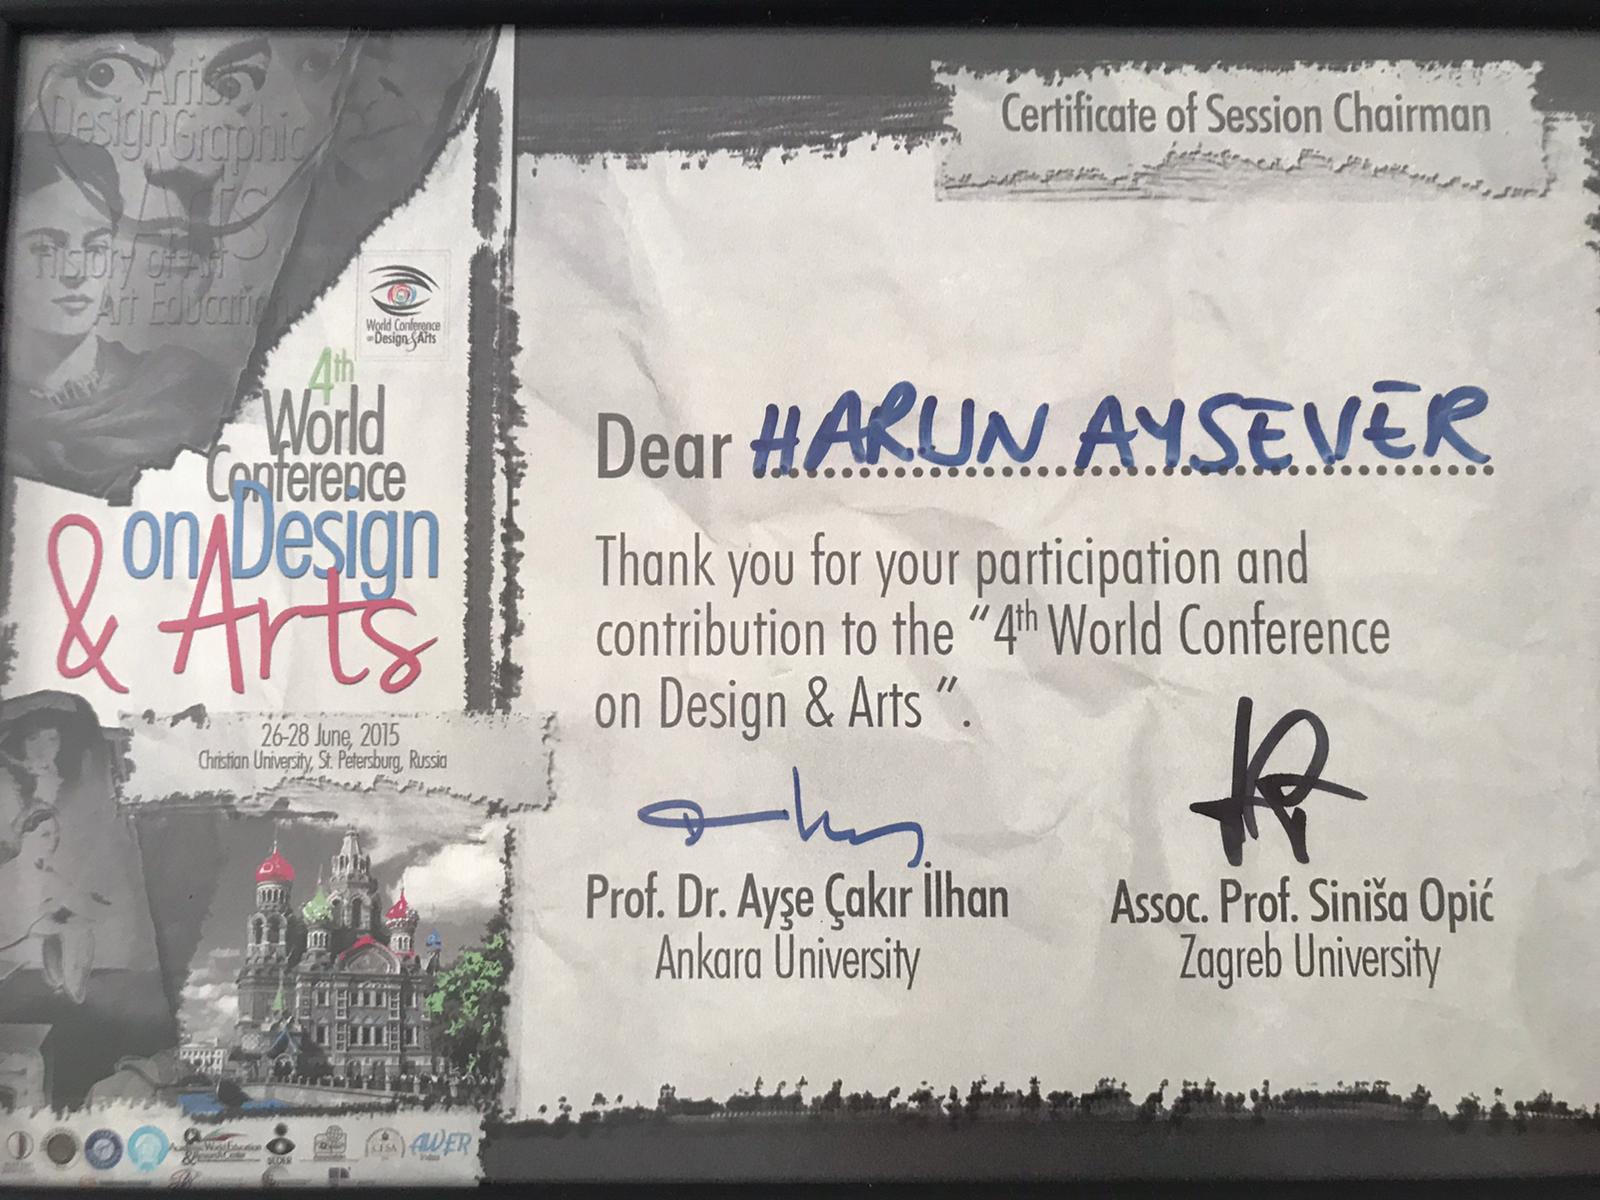 Artist
Design Graphic
Arts
History of Art
Art Education
World Conference
on Design & Arts
4th
World
Conference
on Design
& Arts
26-28 June, 2015
Christian University, St. Petersburg, Russia
AWER
Certificate of Session Chairman
Dear HARUN AYSEVER
Thank you for your participation and
contribution to the “4th World Conference
on Design & Arts ”.
Prof. Dr. Ayşe Çakır İlhan
Ankara University
Assoc. Prof. Siniša Opić
Zagreb University